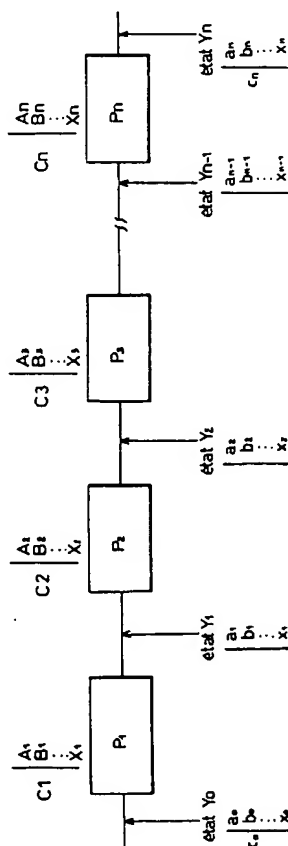 A₁
B₁···X₁
C1
A₂
B₂···X₂
C2
A₃
B₃···X₃
C3
An
Bn···Xn
Cn
P₁
P₂
P₃
Pn
état Y₀
a₀
b₀···x₀
c₀
état Y₁
a₁
b₁···x₁
état Y₂
a₂
b₂···x₂
état Yn-1
aₙ₋₁
bₙ₋₁···xₙ₋₁
état Yn
aₙ
bₙ···xₙ
cₙ